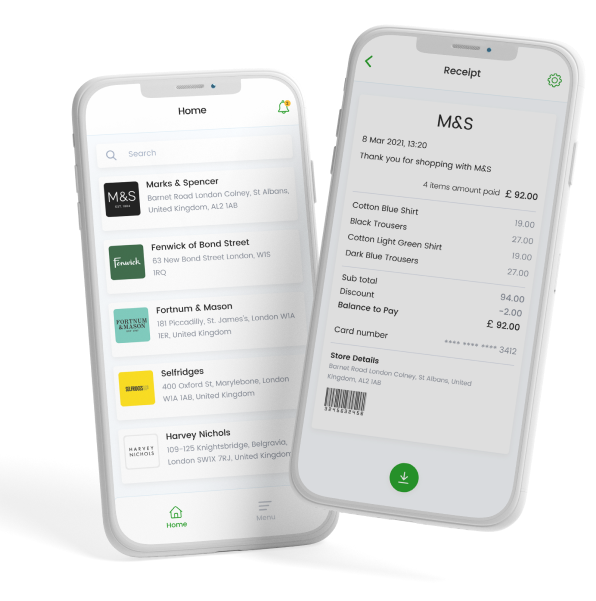 Home
1
Search
M&S
EST. 1884
Marks & Spencer
Barnet Road London Colney, St Albans,
United Kingdom, AL2 1AB
Fenwick
Fenwick of Bond Street
63 New Bond Street London, W1S
1RQ
FORTNUM
& MASON
Fortnum & Mason
181 Piccadilly, St. James's, London W1A
1ER, United Kingdom
SELFRIDGES
Selfridges
400 Oxford St, Marylebone, London
W1A 1AB, United Kingdom
HARVEY
NICHOLS
Harvey Nichols
109-125 Knightsbridge, Belgravia,
London SW1X 7RJ, United Kingdom
Home
Menu
Receipt
M&S
8 Mar 2021, 13:20
Thank you for shopping with M&S
4 items amount paid £ 92.00
Cotton Blue Shirt 19.00
Black Trousers 27.00
Cotton Light Green Shirt 19.00
Dark Blue Trousers 27.00
Sub total 94.00
Discount -2.00
Balance to Pay £ 92.00
Card number **** **** **** 3412
Store Details
Barnet Road London Colney, St Albans, United
Kingdom, AL2 1AB